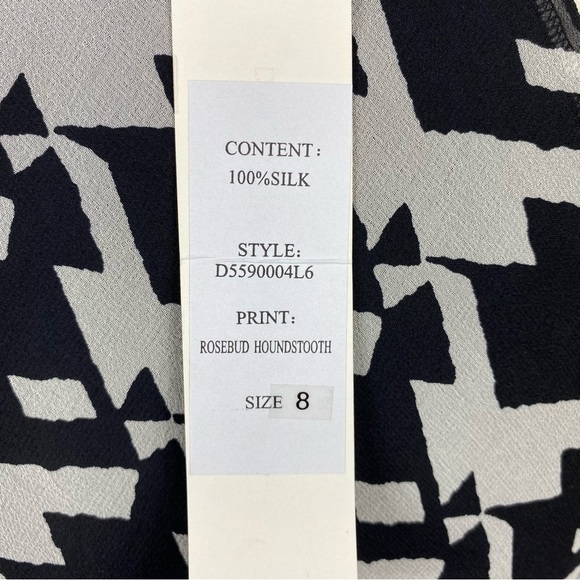 CONTENT:
100%SILK
STYLE:
D5590004L6
PRINT:
ROSEBUD HOUNDSTOOTH
SIZE 8